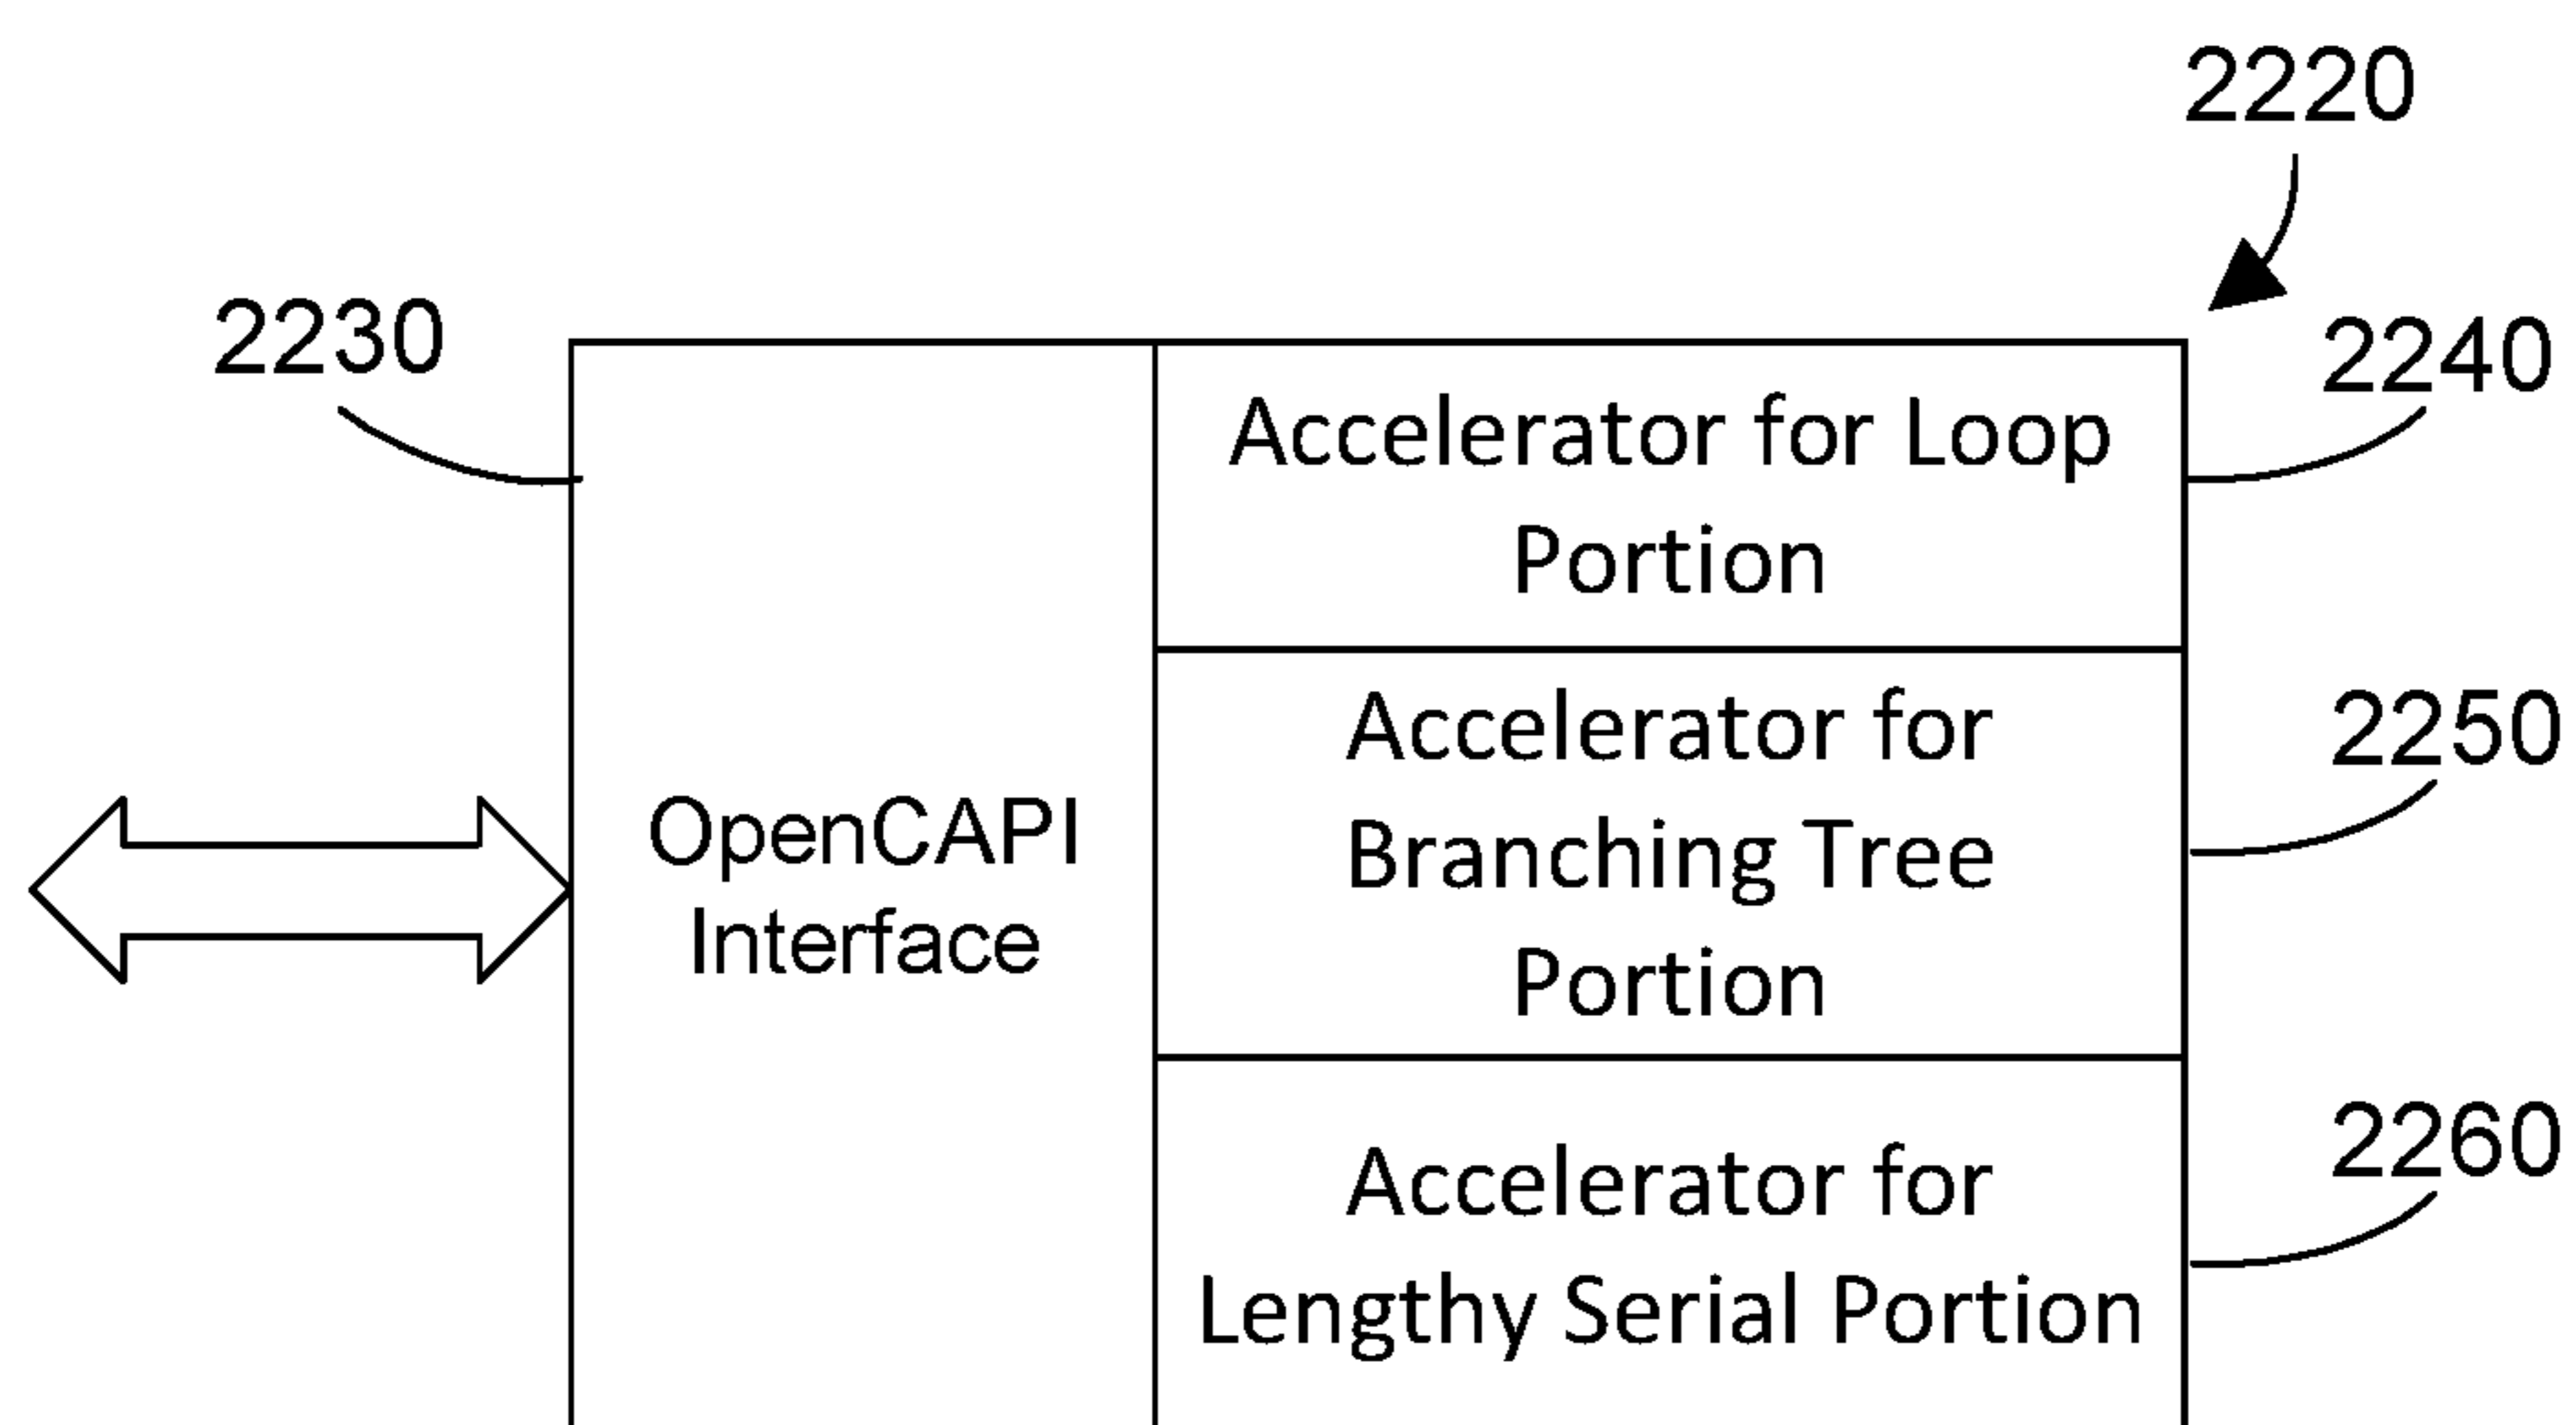 2220
2230
2240
Accelerator for Loop
Portion
2250
Accelerator for
Branching Tree
Portion
OpenCAPI
Interface
2260
Accelerator for
Lengthy Serial Portion